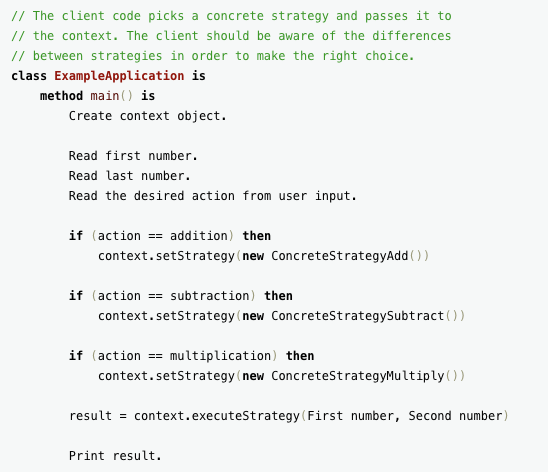 // The client code picks a concrete strategy and passes it to
// the context. The client should be aware of the differences
// between strategies in order to make the right choice.
class ExampleApplication is
    method main() is
        Create context object.

        Read first number.
        Read last number.
        Read the desired action from user input.

        if (action == addition) then
            context.setStrategy(new ConcreteStrategyAdd())

        if (action == subtraction) then
            context.setStrategy(new ConcreteStrategySubtract())

        if (action == multiplication) then
            context.setStrategy(new ConcreteStrategyMultiply())

        result = context.executeStrategy(First number, Second number)

        Print result.